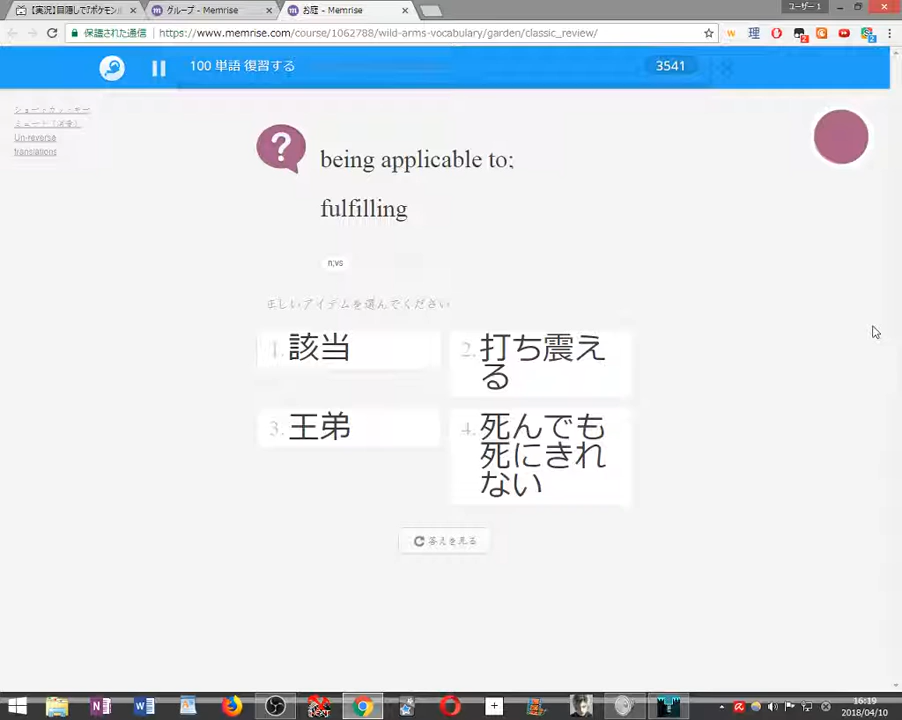 【実況】目隠しで?ポケモン
グループ - Memrise
お庭 - Memrise
ユーザー 1
保護された通信
https://www.memrise.com/course/1062788/wild-arms-vocabulary/garden/classic_review/
100 単語 復習する
3541
Un-reverse
translations
being applicable to;
fulfilling
n;vs
正しいアイテムを選んでください
1. 該当
2. 打ち震え
る
3. 王弟
4. 死んでも
死にきれ
ない
答えを見る
16:19
2018/04/10